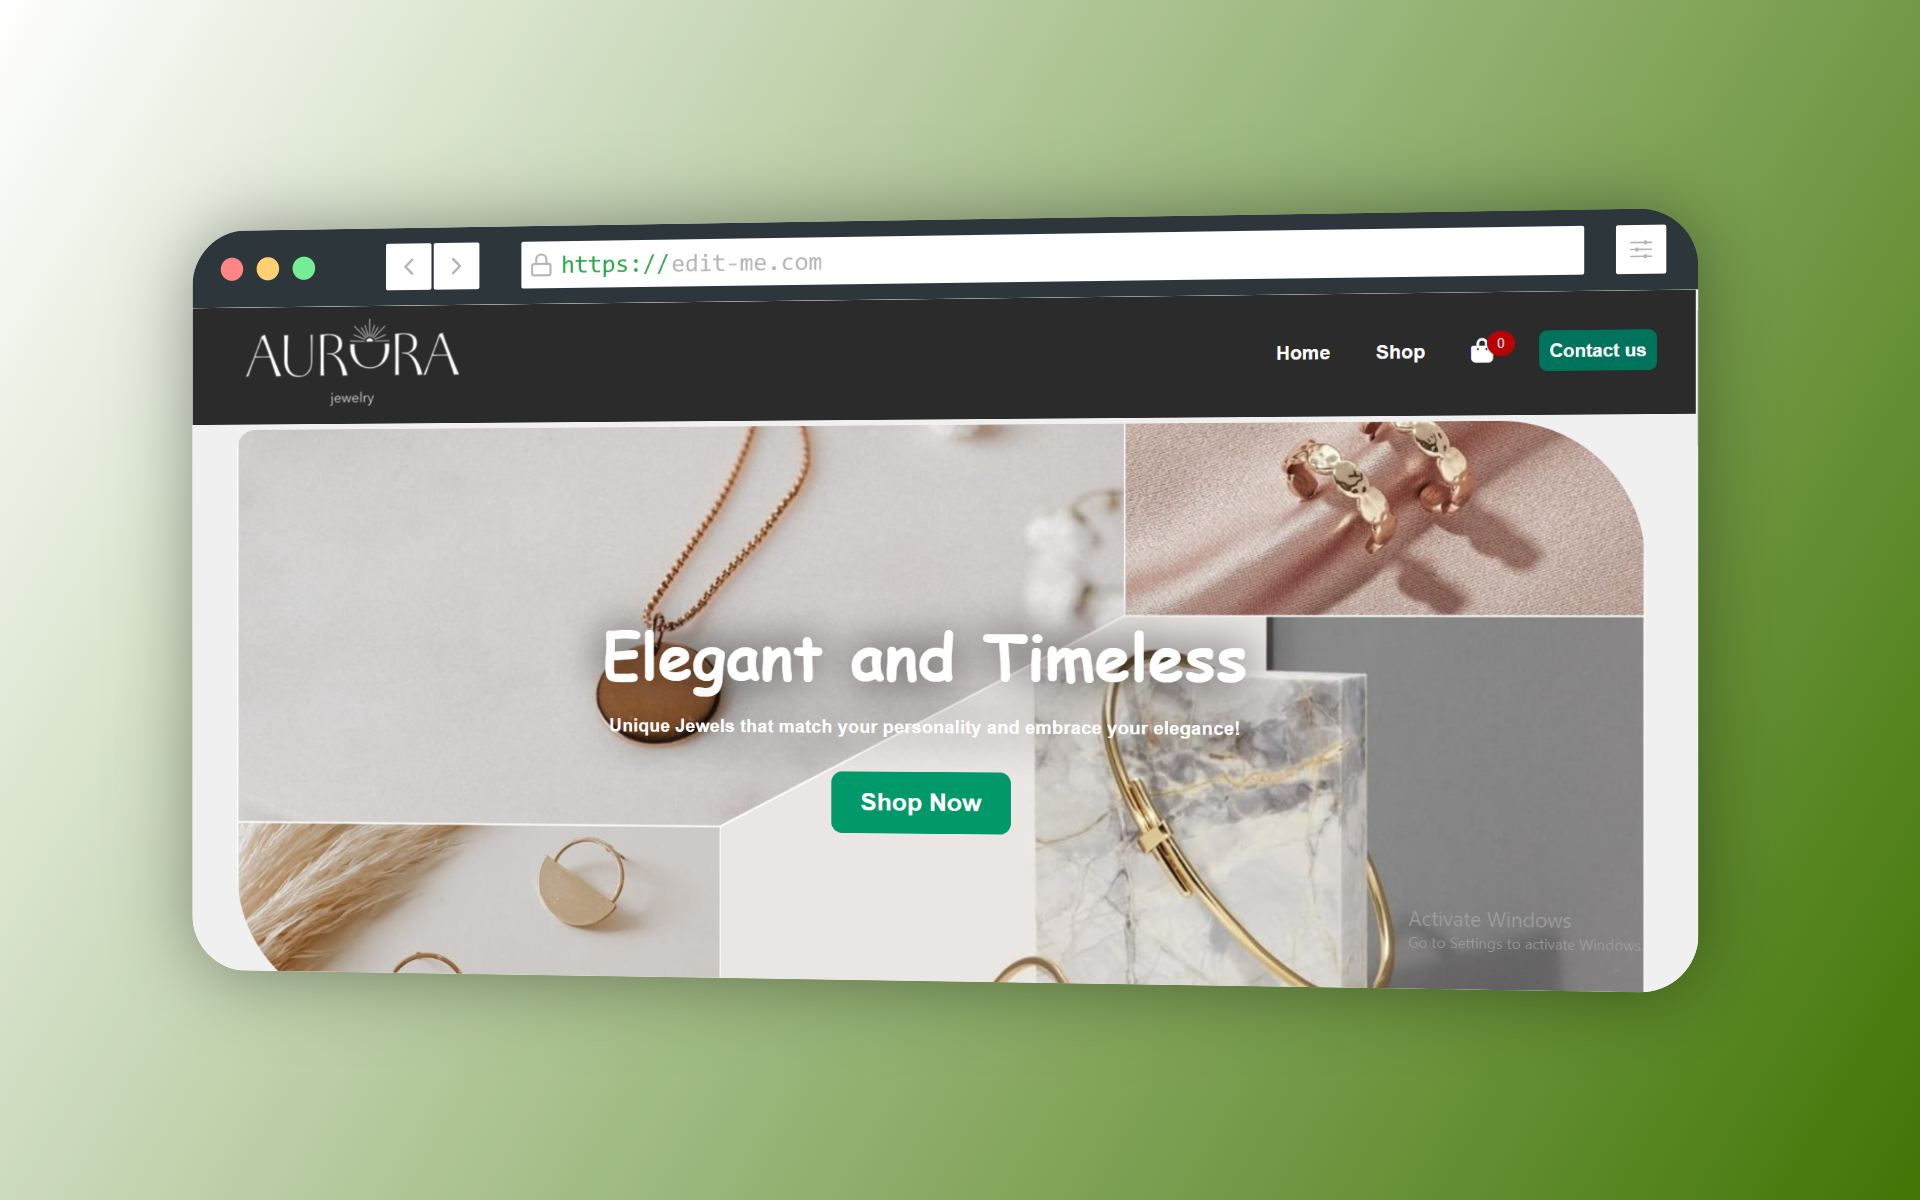 https://edit-me.com
AURORA
jewelry
Home
Shop
0
Contact us
Elegant and Timeless
Unique Jewels that match your personality and embrace your elegance!
Shop Now
Activate Windows
Go to Settings to activate Windows.